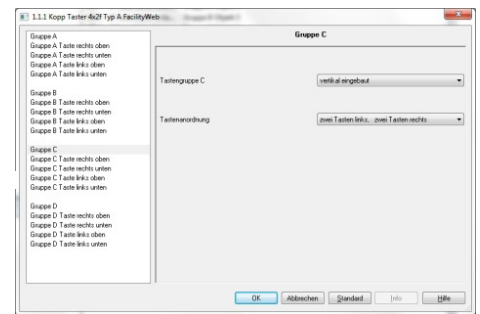 1.1.1 Kopp Taster 4x2f Typ A FacilityWeb
Gruppe A
Gruppe A Taste rechts oben
Gruppe A Taste rechts unten
Gruppe A Taste links oben
Gruppe A Taste links unten
Gruppe B
Gruppe B Taste rechts oben
Gruppe B Taste rechts unten
Gruppe B Taste links oben
Gruppe B Taste links unten
Gruppe C
Gruppe C Taste rechts oben
Gruppe C Taste rechts unten
Gruppe C Taste links oben
Gruppe C Taste links unten
Gruppe D
Gruppe D Taste rechts oben
Gruppe D Taste rechts unten
Gruppe D Taste links oben
Gruppe D Taste links unten
Gruppe C
Tastengruppe C
vertikal eingebaut
Tastenanordnung
zwei Tasten links, zwei Tasten rechts
OK
Abbrechen
Standard
Info
Hilfe